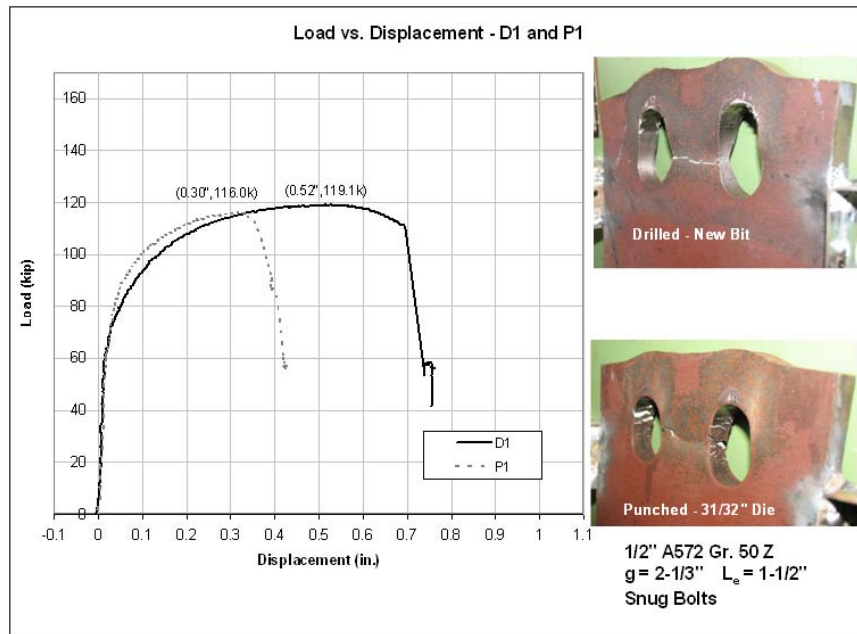 Load vs. Displacement - D1 and P1
160
140
120
100
80
60
40
20
0
-0.1 0 0.1 0.2 0.3 0.4 0.5 0.6 0.7 0.8 0.9 1 1.1
Load (kip)
Displacement (in.)
(0.30",116.0k)
(0.52",119.1k)
D1
P1
Drilled - New Bit
Punched - 31/32" Die
1/2" A572 Gr. 50 Z
g = 2-1/3" Le = 1-1/2"
Snug Bolts